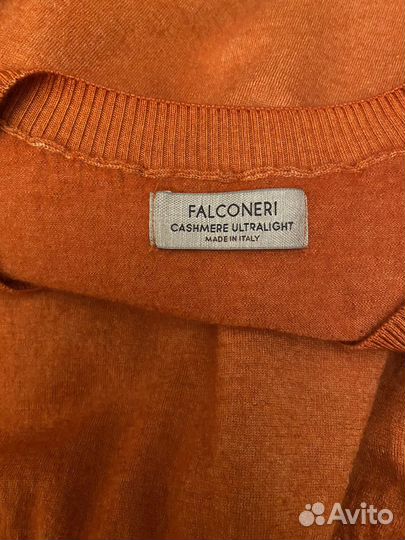 FALCONERI
CASHMERE ULTRALIGHT
MADE IN ITALY
Avito